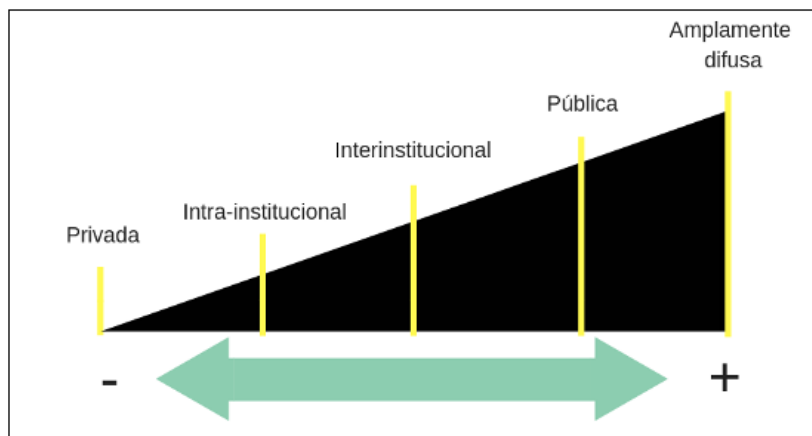 Amplamente
difusa
Pública
Interinstitucional
Intra-institucional
Privada
- +